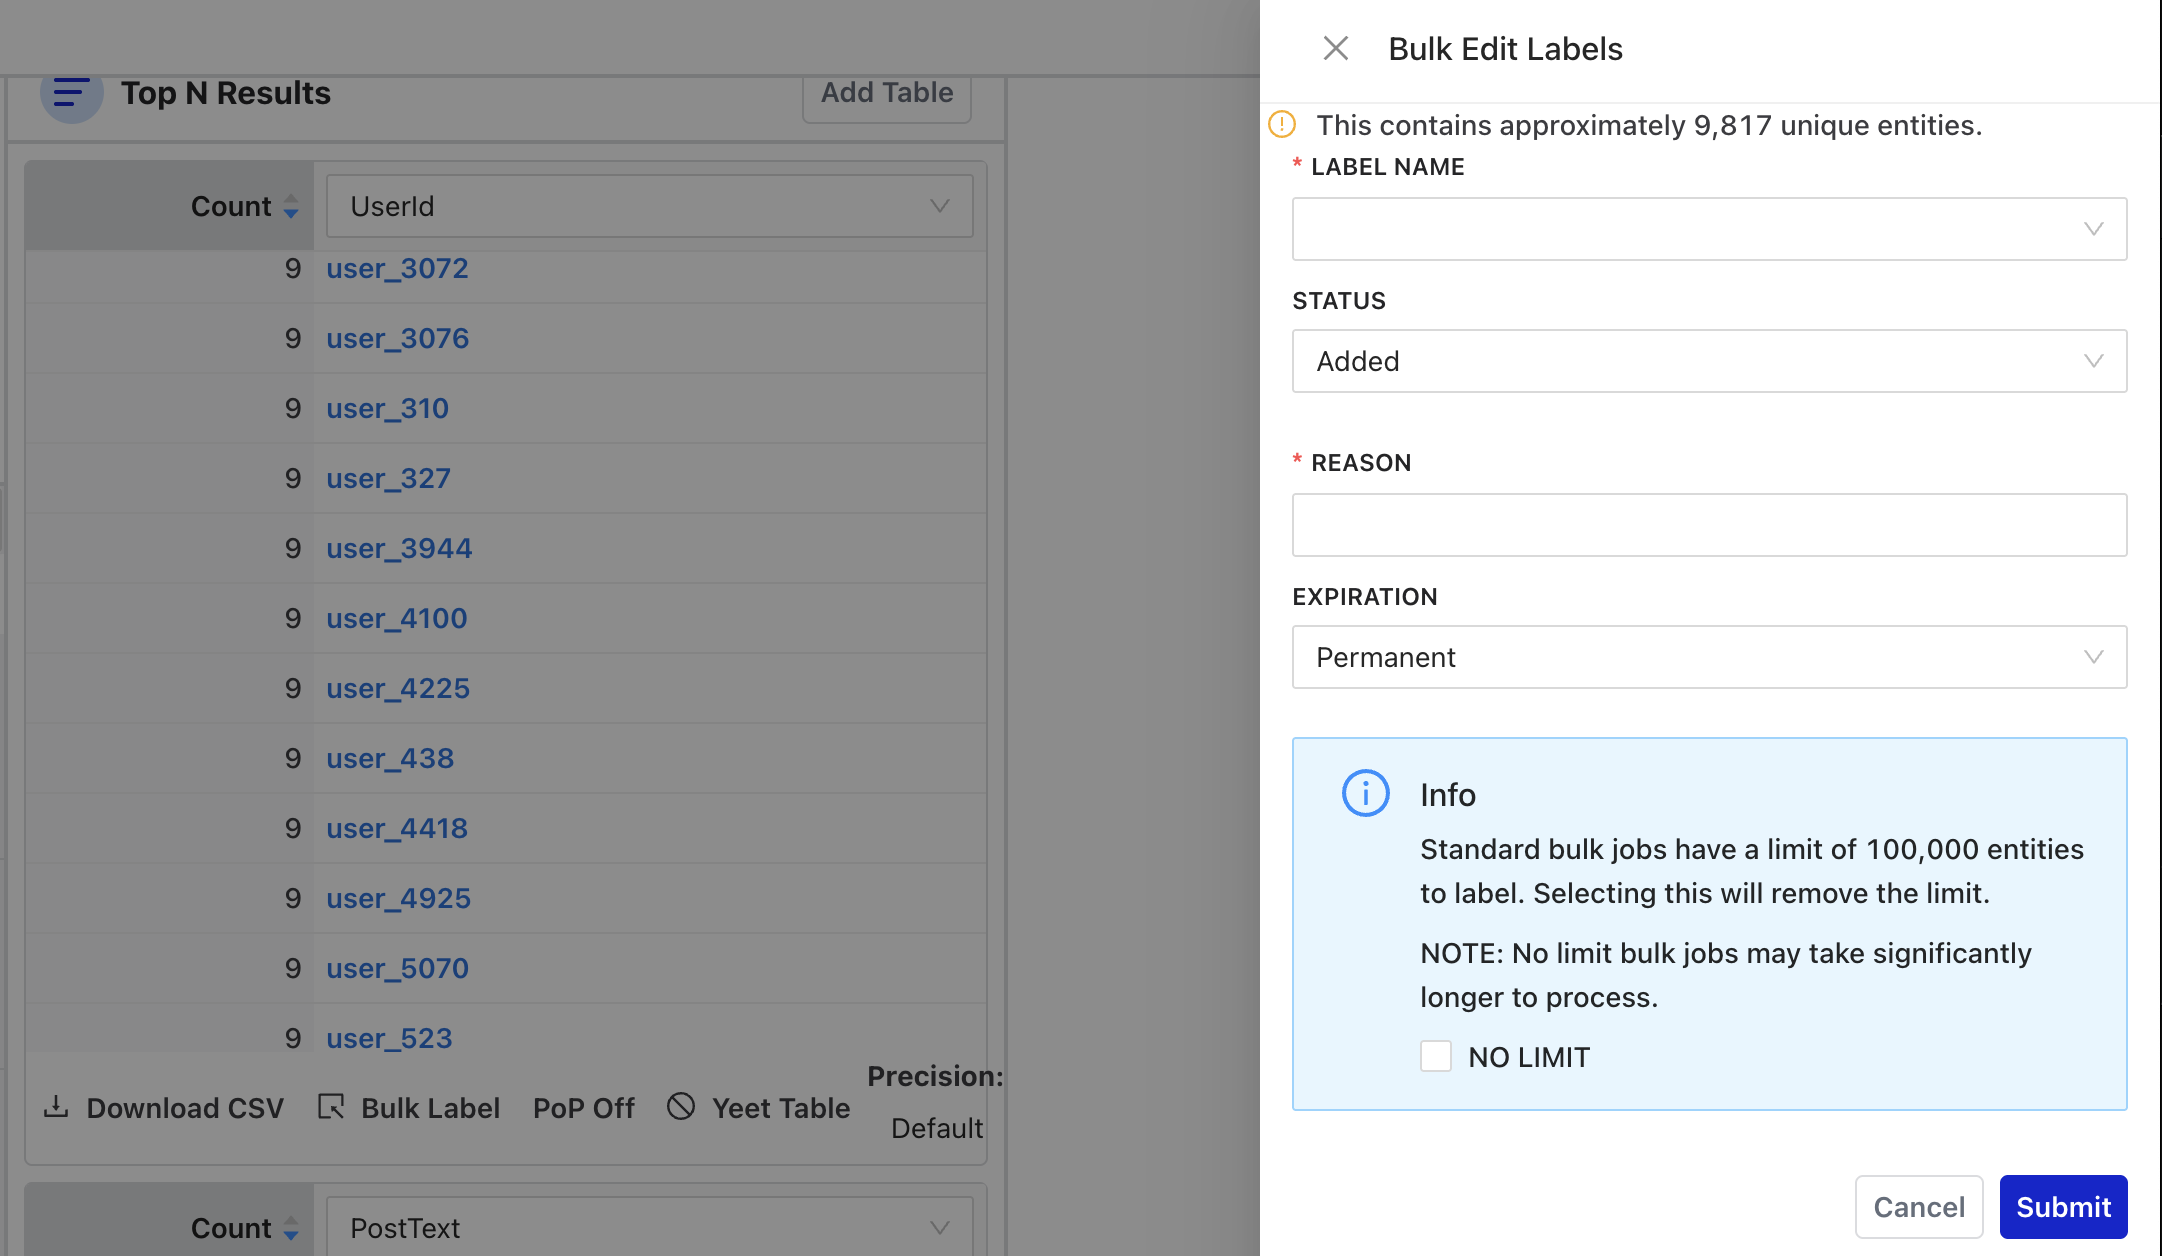 Top N Results
Add Table
Count UserId
9 user_3072
9 user_3076
9 user_310
9 user_327
9 user_3944
9 user_4100
9 user_4225
9 user_438
9 user_4418
9 user_4925
9 user_5070
9 user_523
Download CSV Bulk Label PoP Off Yeet Table Precision:
Default
Count PostText
Bulk Edit Labels
This contains approximately 9,817 unique entities.
* LABEL NAME
STATUS
Added
* REASON
EXPIRATION
Permanent
Info
Standard bulk jobs have a limit of 100,000 entities
to label. Selecting this will remove the limit.
NOTE: No limit bulk jobs may take significantly
longer to process.
NO LIMIT
Cancel Submit